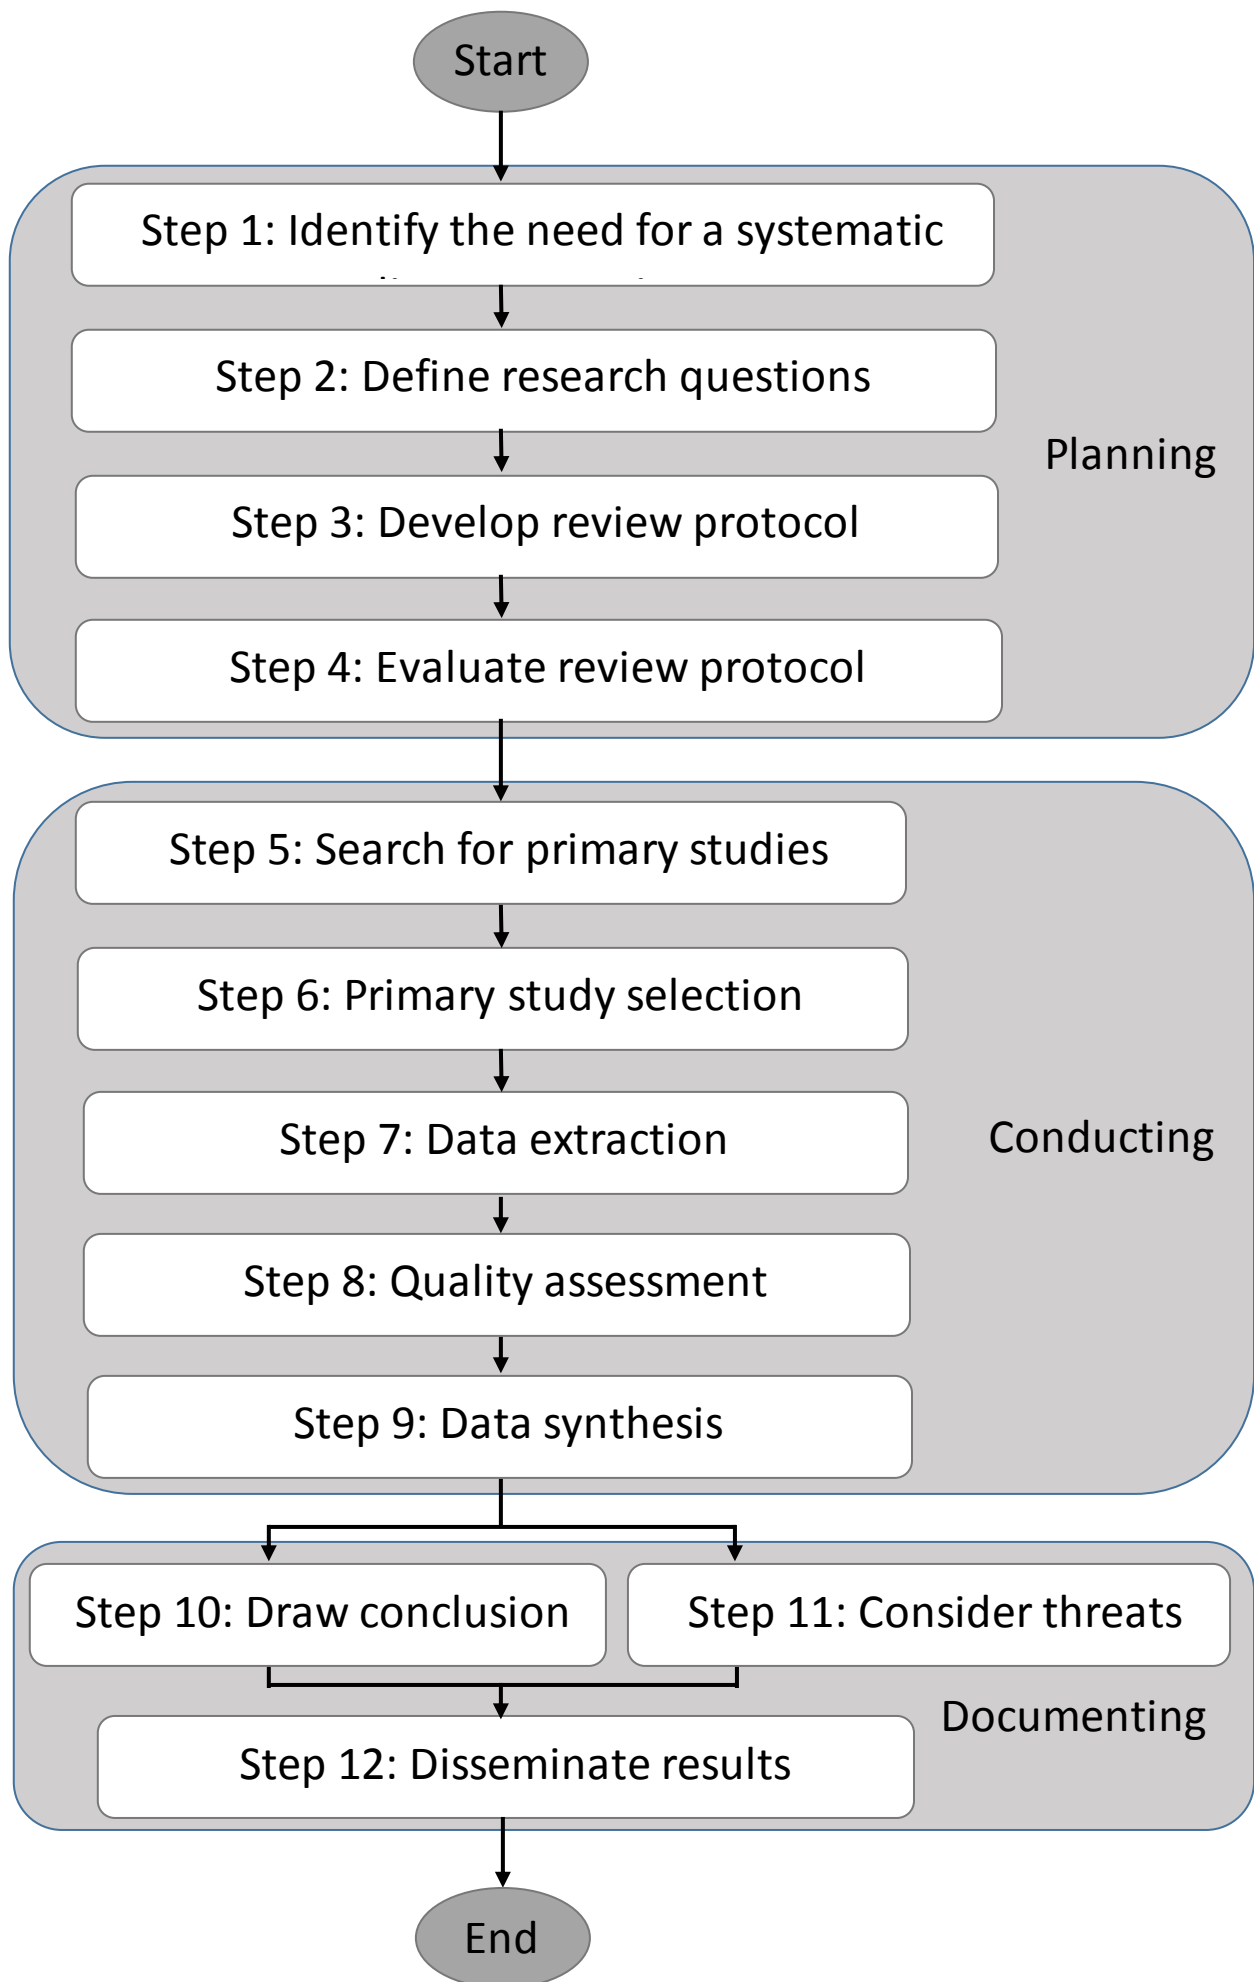 Start
Step 1: Identify the need for a systematic
Step 2: Define research questions
Step 3: Develop review protocol
Step 4: Evaluate review protocol
Planning
Step 5: Search for primary studies
Step 6: Primary study selection
Step 7: Data extraction
Step 8: Quality assessment
Step 9: Data synthesis
Conducting
Step 10: Draw conclusion
Step 11: Consider threats
Step 12: Disseminate results
Documenting
End